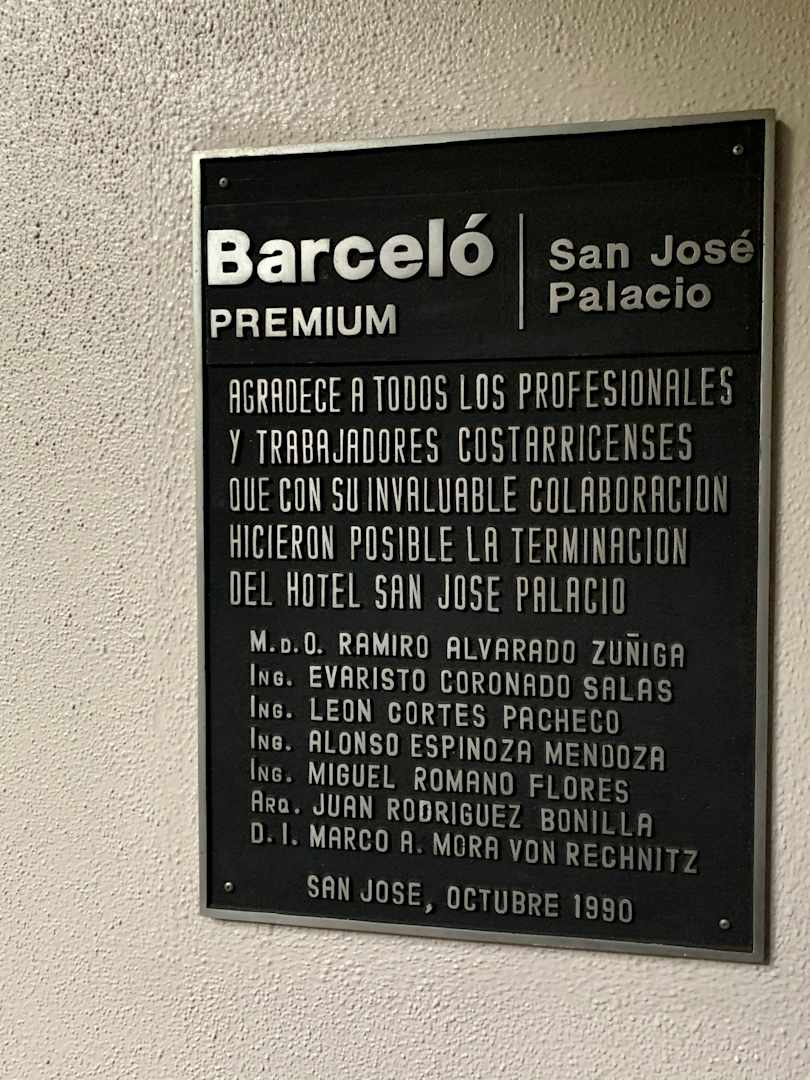 Barceló
PREMIUM
San José
Palacio
AGRADECE A TODOS LOS PROFESIONALES
Y TRABAJADORES COSTARRICENSES
QUE CON SU INVALUABLE COLABORACION
HICIERON POSIBLE LA TERMINACION
DEL HOTEL SAN JOSE PALACIO
M.D.O. RAMIRO ALVARADO ZUÑIGA
ING. EVARISTO CORONADO SALAS
ING. LEON CORTES PACHECO
ING. ALONSO ESPINOZA MENDOZA
ING. MIGUEL ROMANO FLORES
ARQ. JUAN RODRIGUEZ BONILLA
D. I. MARCO A. MORA VON RECHNITZ
SAN JOSE, OCTUBRE 1990